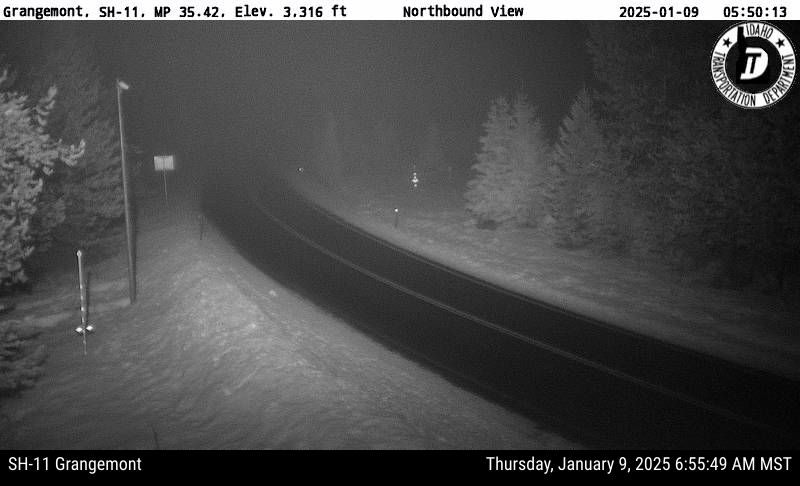 Grangemont, SH-11, MP 35.42, Elev. 3,316 ft Northbound View 2025-01-09 05:50:13
IDAHO
TRANSPORTATION DEPARTMENT
SH-11 Grangemont Thursday, January 9, 2025 6:55:49 AM MST